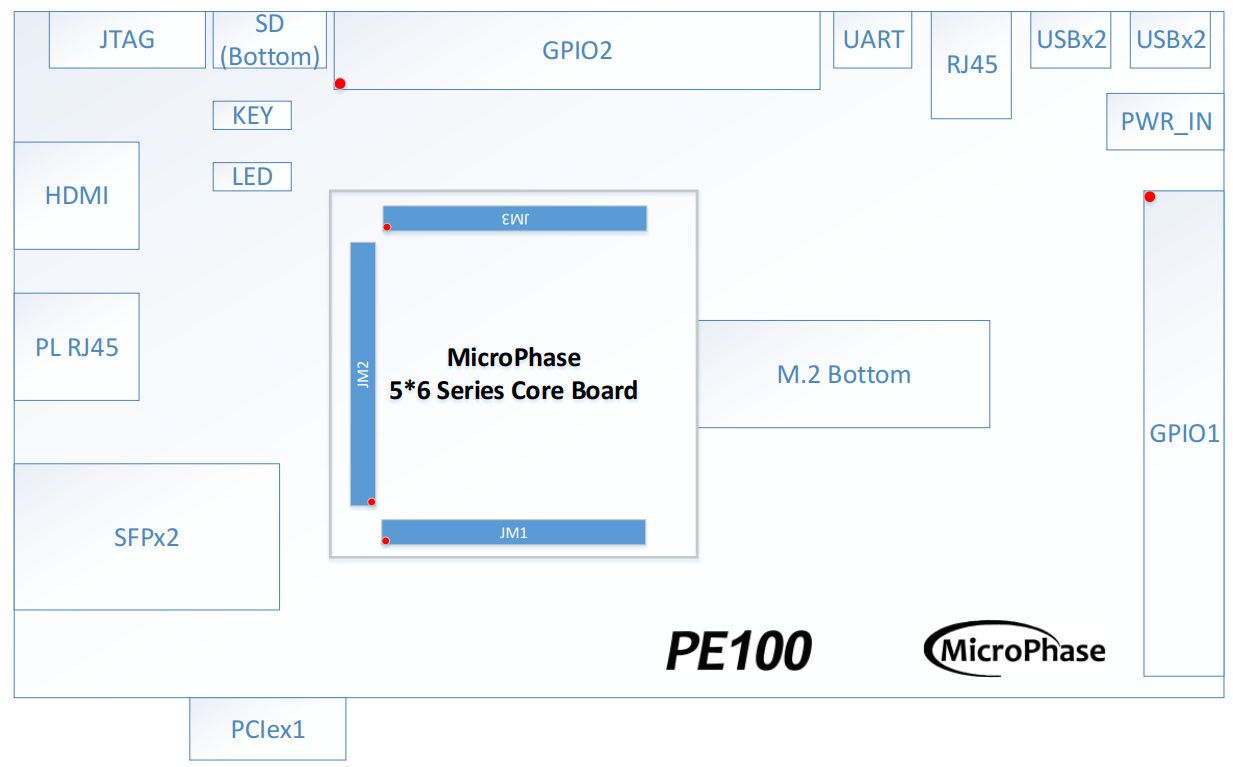 JTAG
SD
(Bottom)
GPIO2
UART
RJ45
USBx2
USBx2
KEY
PWR_IN
LED
HDMI
JM3
PL RJ45
JM2
MicroPhase
5*6 Series Core Board
M.2 Bottom
GPIO1
SFPx2
JM1
PE100
MicroPhase
PCIex1